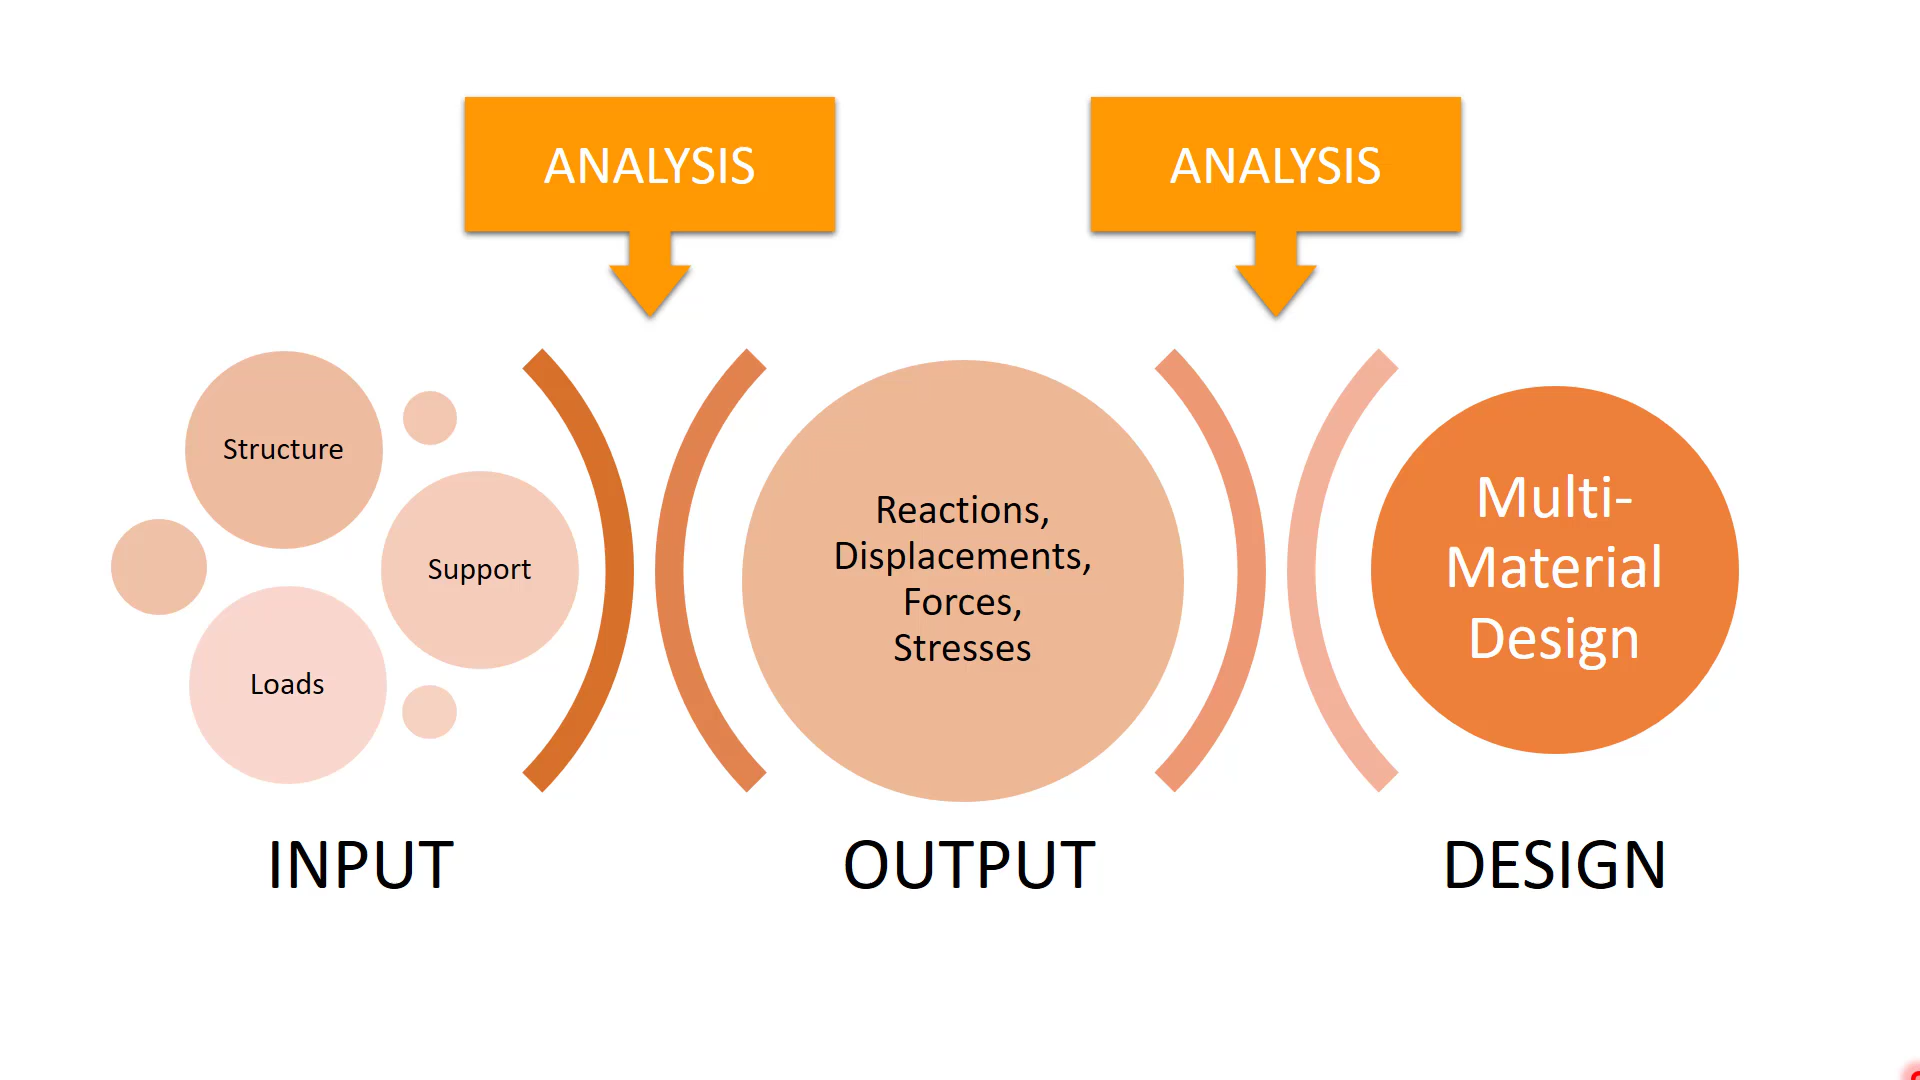 ANALYSIS
ANALYSIS
Structure
Support
Loads
Reactions,
Displacements,
Forces,
Stresses
Multi-
Material
Design
INPUT
OUTPUT
DESIGN